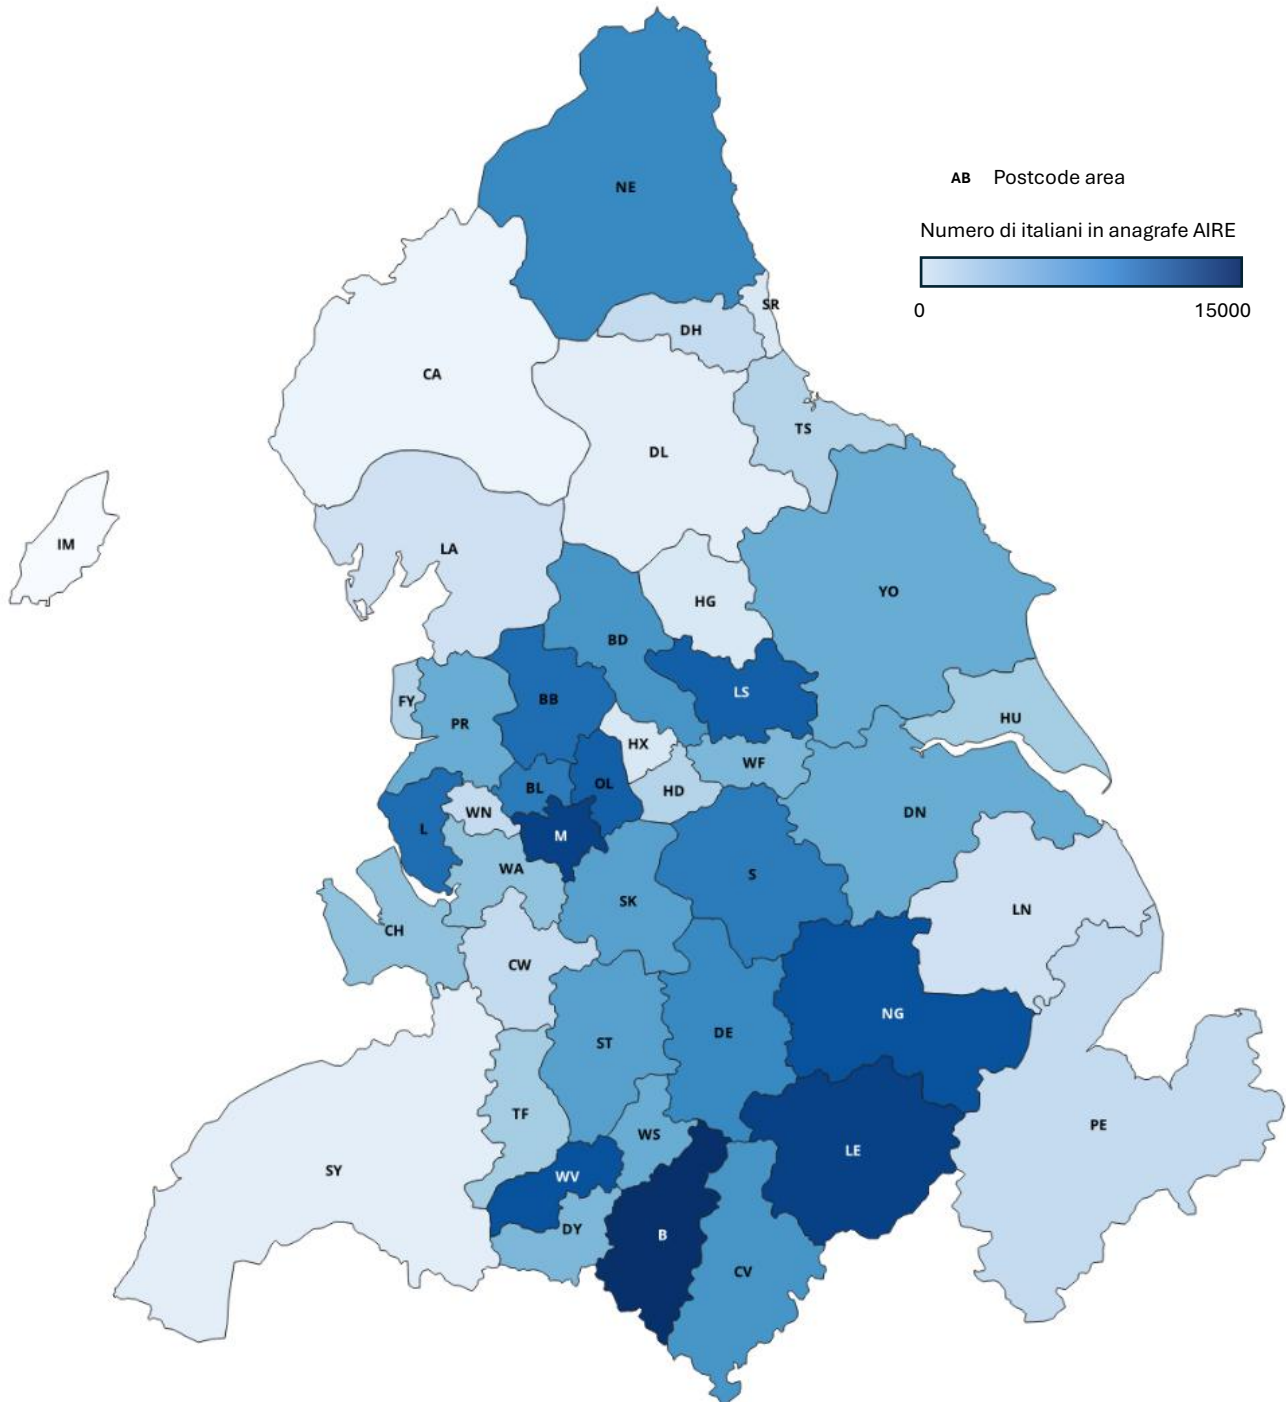 NE
AB Postcode area
Numero di italiani in anagrafe AIRE
0 15000
SR
DH
CA
TS
DL
IM
LA
YO
HG
BD
LS
BB
FY
HU
PR
HX
WF
OL
BL
HD
WN
DN
L
M
WA
S
SK
LN
CH
CW
NG
DE
ST
TF
PE
WS
LE
SY
WV
DY
B
CV